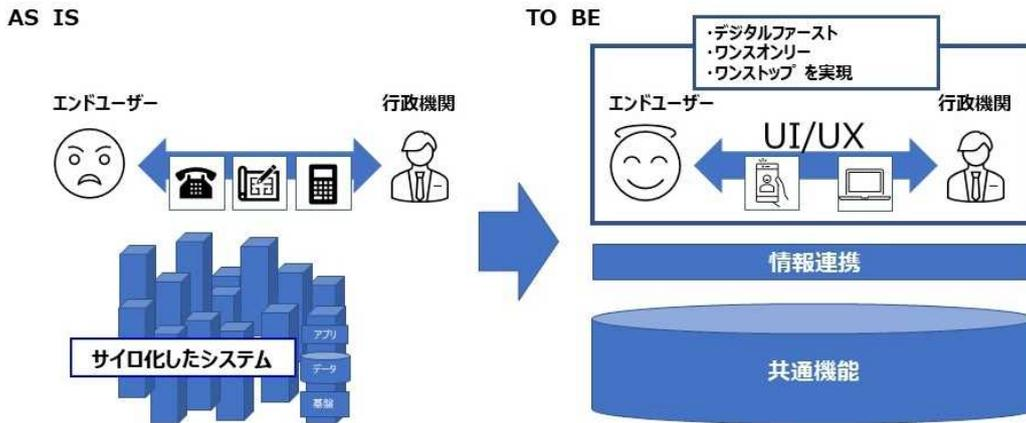 AS IS
エンドユーザー
行政機関
サイロ化したシステム
アプリ
データ
基盤
TO BE
・デジタルファースト
・ワンスオンリー
・ワンストップ を実現
エンドユーザー
行政機関
UI/UX
情報連携
共通機能